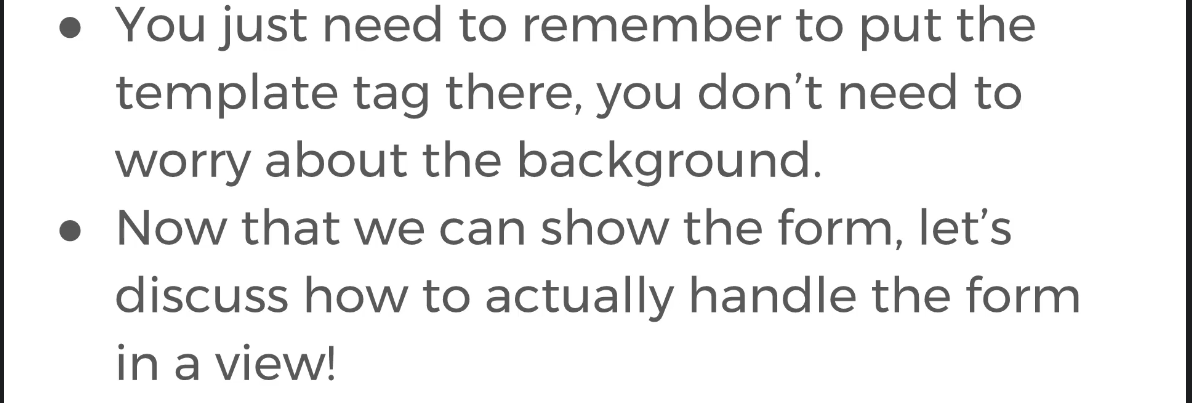 ● You just need to remember to put the
template tag there, you don’t need to
worry about the background.
● Now that we can show the form, let’s
discuss how to actually handle the form
in a view!